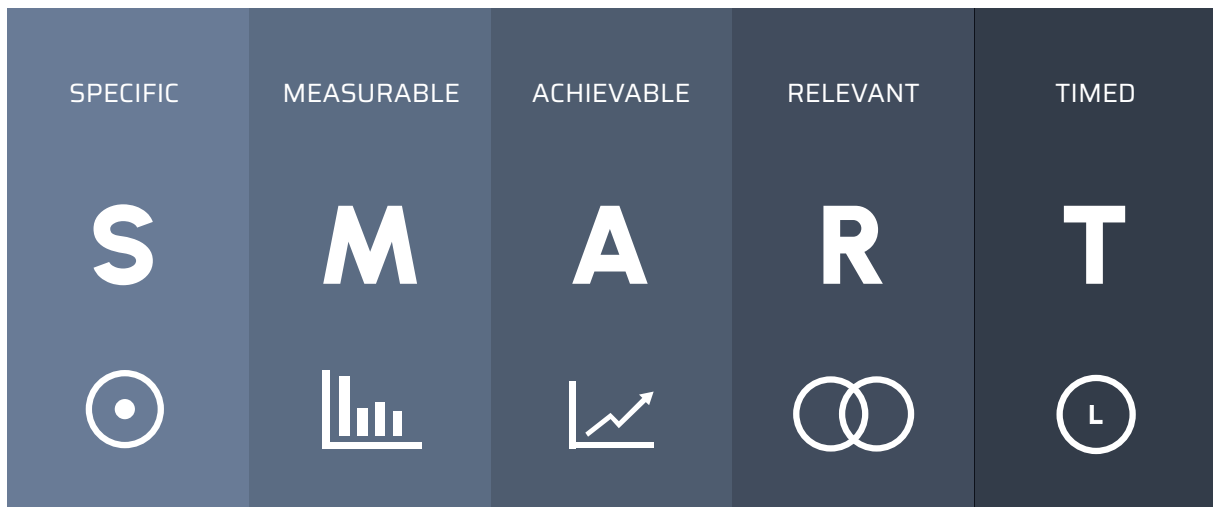 SPECIFIC
MEASURABLE
ACHIEVABLE
RELEVANT
TIMED
S
M
A
R
T
L